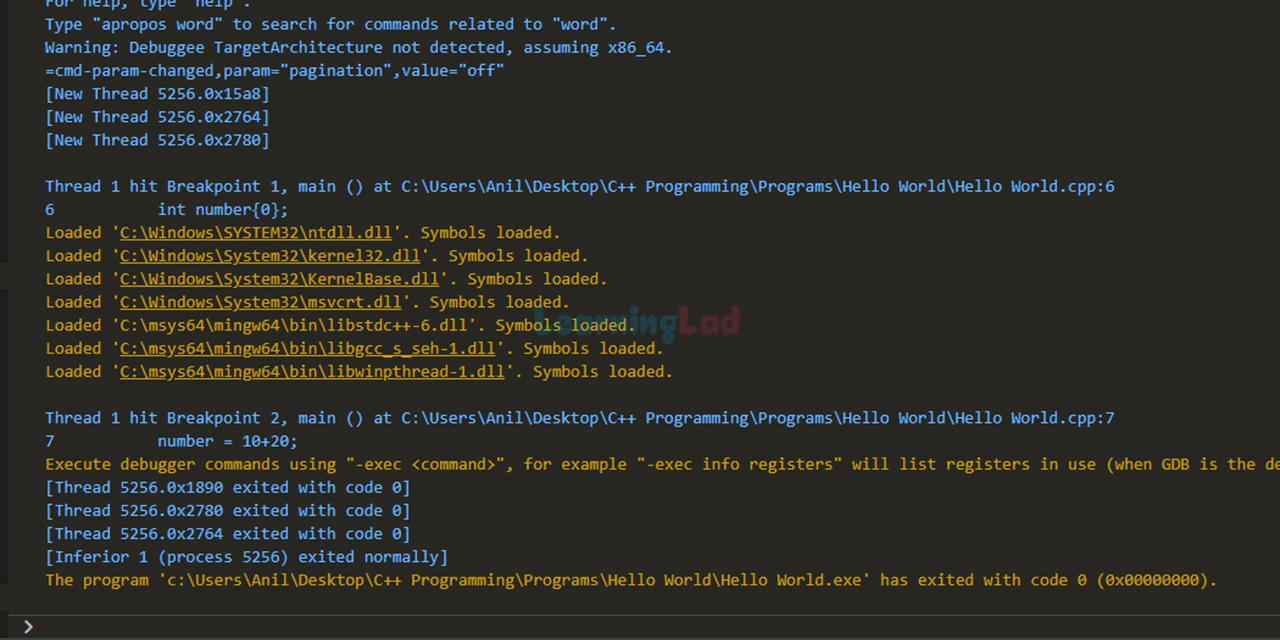 For help, type "help".
Type "apropos word" to search for commands related to "word".
Warning: Debuggee TargetArchitecture not detected, assuming x86_64.
=cmd-param-changed,param="pagination",value="off"
[New Thread 5256.0x15a8]
[New Thread 5256.0x2764]
[New Thread 5256.0x2780]
Thread 1 hit Breakpoint 1, main () at C:\Users\Anil\Desktop\C++ Programming\Programs\Hello World\Hello World.cpp:6
6           int number{0};
Loaded 'C:\Windows\SYSTEM32\ntdll.dll'. Symbols loaded.
Loaded 'C:\Windows\System32\kernel32.dll'. Symbols loaded.
Loaded 'C:\Windows\System32\KernelBase.dll'. Symbols loaded.
Loaded 'C:\Windows\System32\msvcrt.dll'. Symbols loaded.
Loaded 'C:\msys64\mingw64\bin\libstdc++-6.dll'. Symbols loaded.
LearningLad
Loaded 'C:\msys64\mingw64\bin\libgcc_s_seh-1.dll'. Symbols loaded.
Loaded 'C:\msys64\mingw64\bin\libwinpthread-1.dll'. Symbols loaded.
Thread 1 hit Breakpoint 2, main () at C:\Users\Anil\Desktop\C++ Programming\Programs\Hello World\Hello World.cpp:7
7           number = 10+20;
Execute debugger commands using "-exec <command>", for example "-exec info registers" will list registers in use (when GDB is the de
[Thread 5256.0x1890 exited with code 0]
[Thread 5256.0x2780 exited with code 0]
[Thread 5256.0x2764 exited with code 0]
[Inferior 1 (process 5256) exited normally]
The program 'c:\Users\Anil\Desktop\C++ Programming\Programs\Hello World\Hello World.exe' has exited with code 0 (0x00000000).